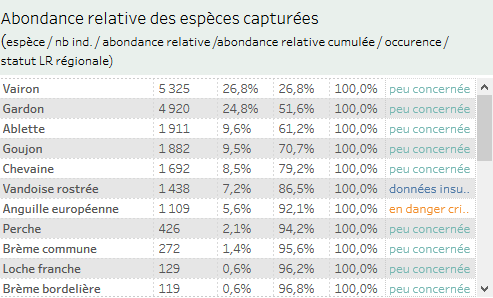 Abondance relative des espèces capturées
(espèce / nb ind. / abondance relative /abondance relative cumulée / occurence /
statut LR régionale)
Vairon 5 325 26,8% 26,8% 100,0% peu concernée
Gardon 4 920 24,8% 51,6% 100,0% peu concernée
Ablette 1 911 9,6% 61,2% 100,0% peu concernée
Goujon 1 882 9,5% 70,7% 100,0% peu concernée
Chevaine 1 692 8,5% 79,2% 100,0% peu concernée
Vandoise rostrée 1 438 7,2% 86,5% 100,0% données insu..
Anguille européenne 1 109 5,6% 92,1% 100,0% en danger cri..
Perche 426 2,1% 94,2% 100,0% peu concernée
Brème commune 272 1,4% 95,6% 100,0% peu concernée
Loche franche 129 0,6% 96,2% 100,0% peu concernée
Brème bordelière 119 0,6% 96,8% 100,0% peu concernée